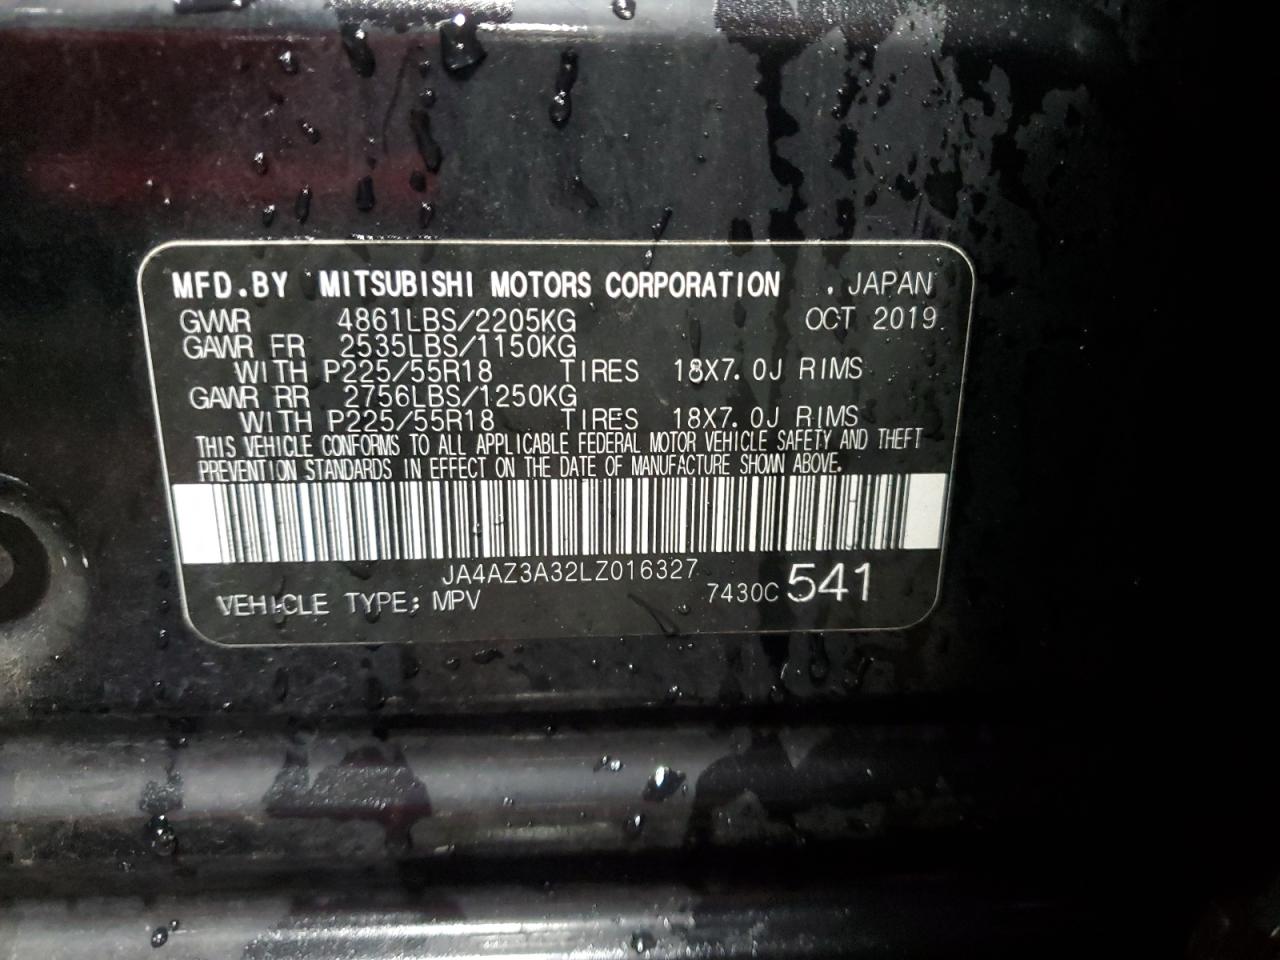 MFD.BY MITSUBISHI MOTORS CORPORATION . JAPAN
GVWR 4861LBS/2205KG OCT 2019
GAWR FR 2535LBS/1150KG
WITH P225/55R18 TIRES 18X7.0J RIMS
GAWR RR 2756LBS/1250KG
WITH P225/55R18 TIRES 18X7.0J RIMS
THIS VEHICLE CONFORMS TO ALL APPLICABLE FEDERAL MOTOR VEHICLE SAFETY AND THEFT
PREVENTION STANDARDS IN EFFECT ON THE DATE OF MANUFACTURE SHOWN ABOVE.
JA4AZ3A32LZ016327
VEHICLE TYPE: MPV 7430C 541